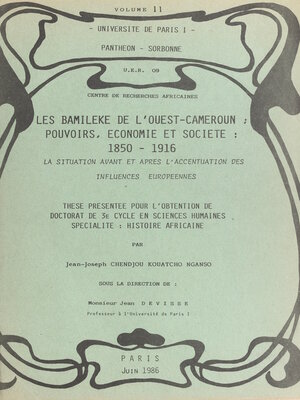 VOLUME II
- UNIVERSITE DE PARIS I -
PANTHEON - SORBONNE
U.E.R. 09
CENTRE DE RECHERCHES AFRICAINES
LES BAMILEKE DE L'OUEST-CAMEROUN ;
POUVOIRS, ECONOMIE ET SOCIETE :
1850 - 1916
LA SITUATION AVANT ET APRES L'ACCENTUATION DES
INFLUENCES EUROPEENNES
THESE PRESENTEE POUR L'OBTENTION DE
DOCTORAT DE 3e CYCLE EN SCIENCES HUMAINES
SPECIALITE : HISTOIRE AFRICAINE
PAR
Jean-Joseph CHENDJOU KOUATCHO NGANSO
SOUS LA DIRECTION DE :
Monsieur Jean DEVISSE
Professeur à l'Université de Paris I
PARIS
JUIN 1986